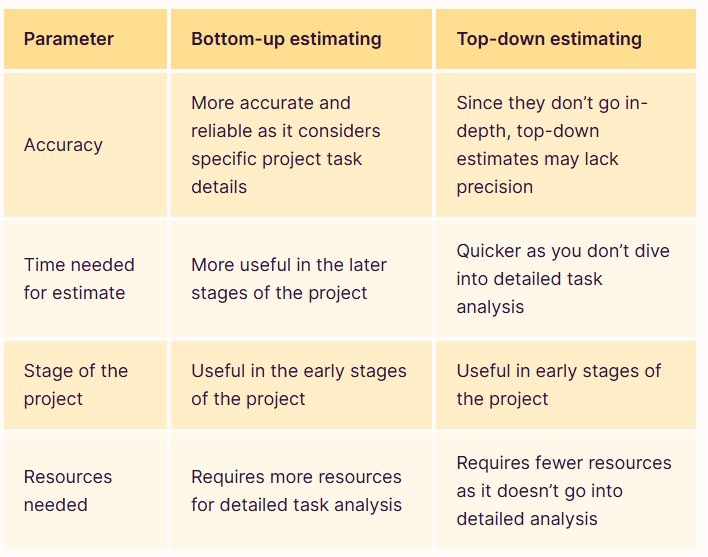 Parameter
Bottom-up estimating
Top-down estimating
Accuracy
More accurate and
reliable as it considers
specific project task
details
Since they don’t go in-
depth, top-down
estimates may lack
precision
Time needed
for estimate
More useful in the later
stages of the project
Quicker as you don’t dive
into detailed task
analysis
Stage of the
project
Useful in the early stages
of the project
Useful in early stages of
the project
Resources
needed
Requires more resources
for detailed task analysis
Requires fewer resources
as it doesn’t go into
detailed analysis